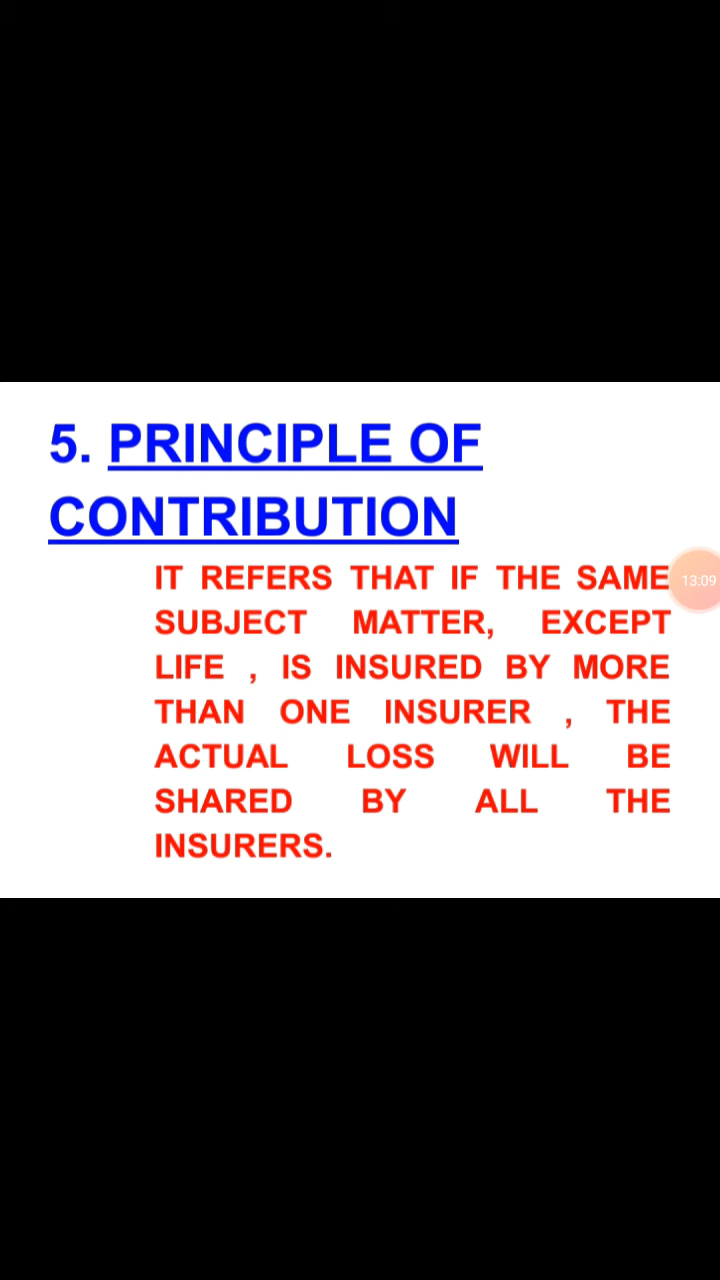 5. PRINCIPLE OF
CONTRIBUTION
IT REFERS THAT IF THE SAME
13:09
SUBJECT MATTER, EXCEPT
LIFE , IS INSURED BY MORE
THAN ONE INSURER , THE
ACTUAL LOSS WILL BE
SHARED BY ALL THE
INSURERS.